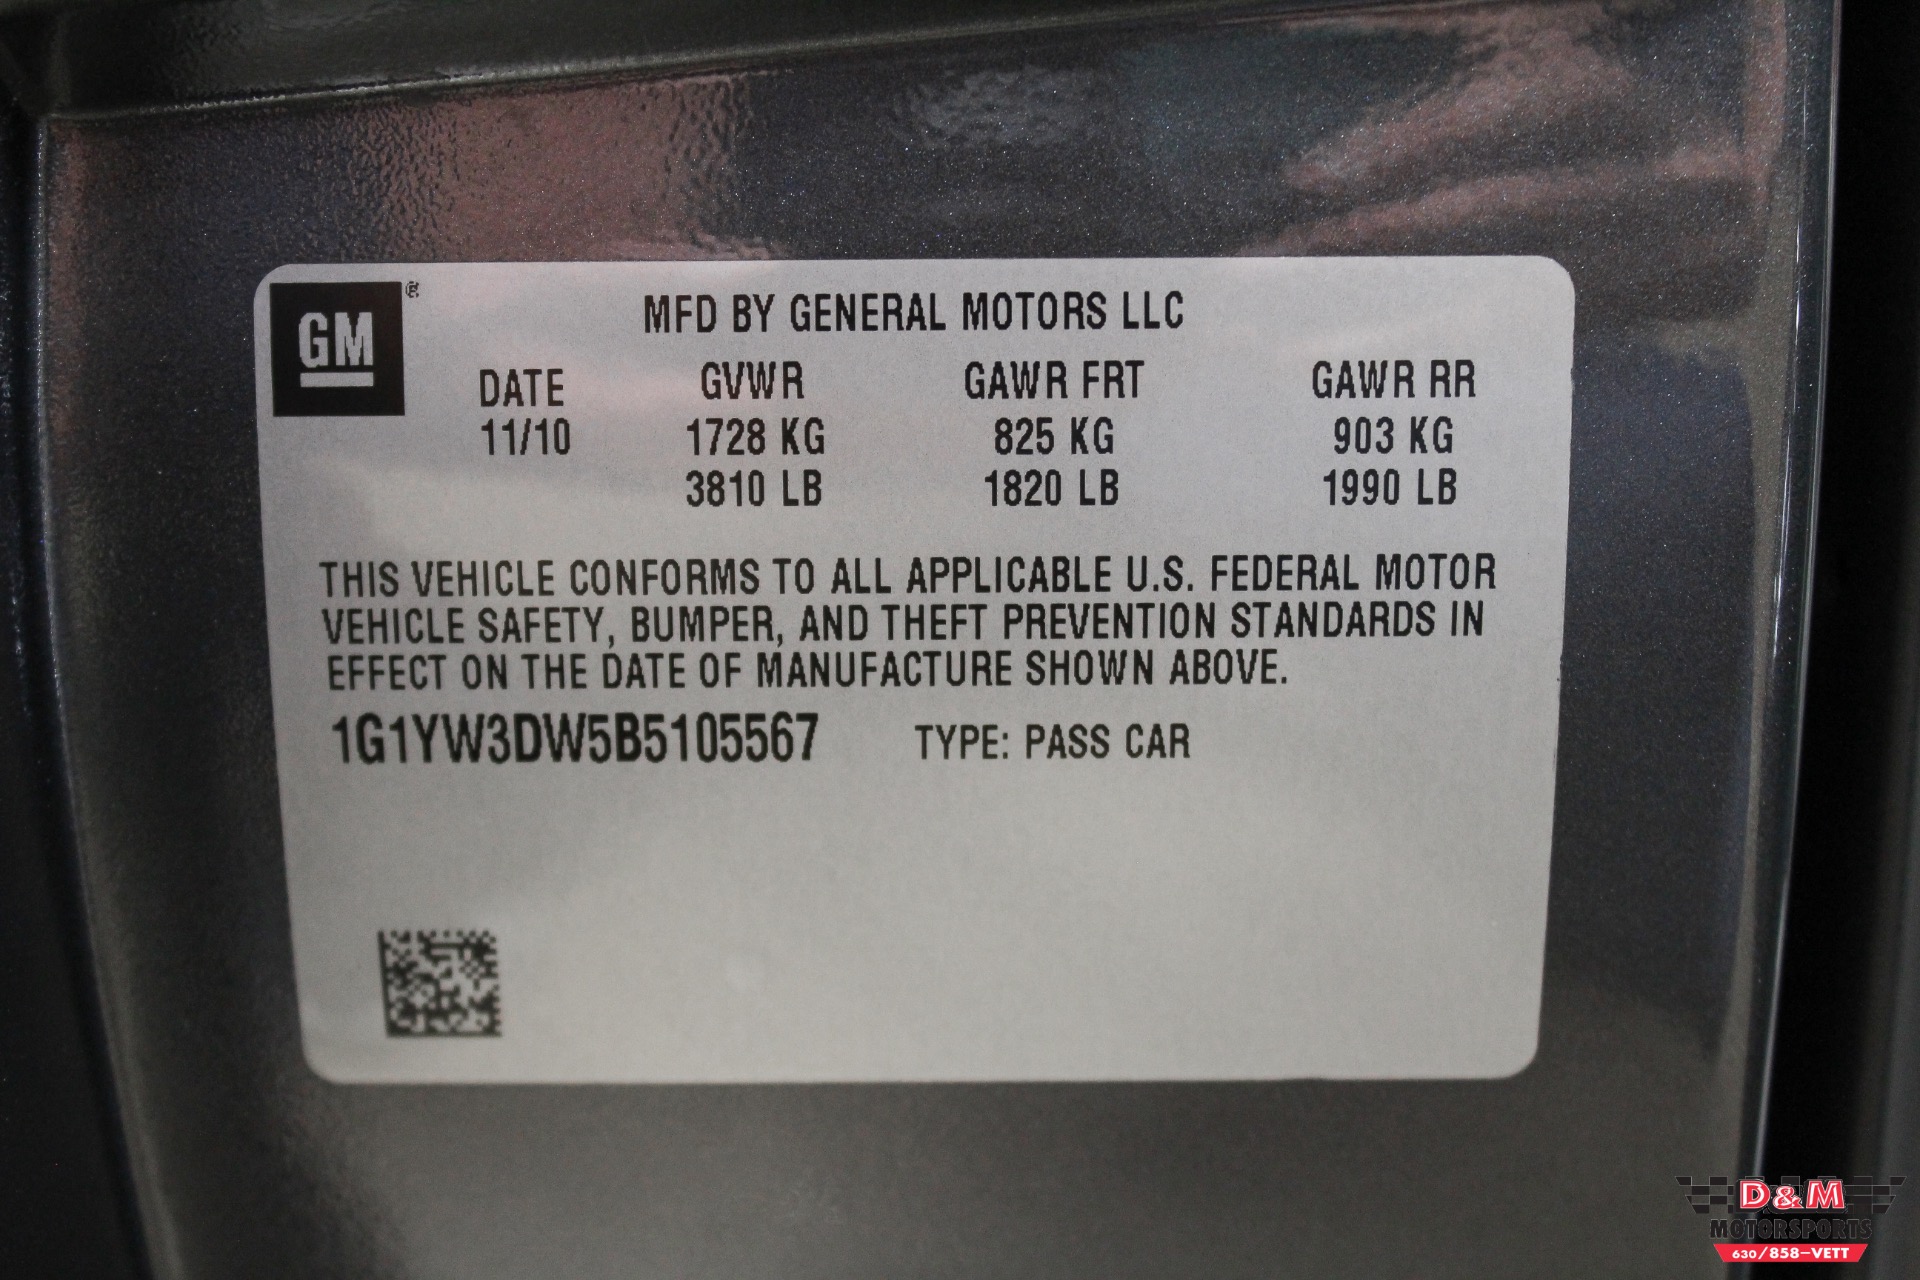 GM ®
MFD BY GENERAL MOTORS LLC
DATE GVWR GAWR FRT GAWR RR
11/10 1728 KG 825 KG 903 KG
3810 LB 1820 LB 1990 LB
THIS VEHICLE CONFORMS TO ALL APPLICABLE U.S. FEDERAL MOTOR
VEHICLE SAFETY, BUMPER, AND THEFT PREVENTION STANDARDS IN
EFFECT ON THE DATE OF MANUFACTURE SHOWN ABOVE.
1G1YW3DW5B5105567 TYPE: PASS CAR
D&M
MOTORSPORTS
630/858-VETT